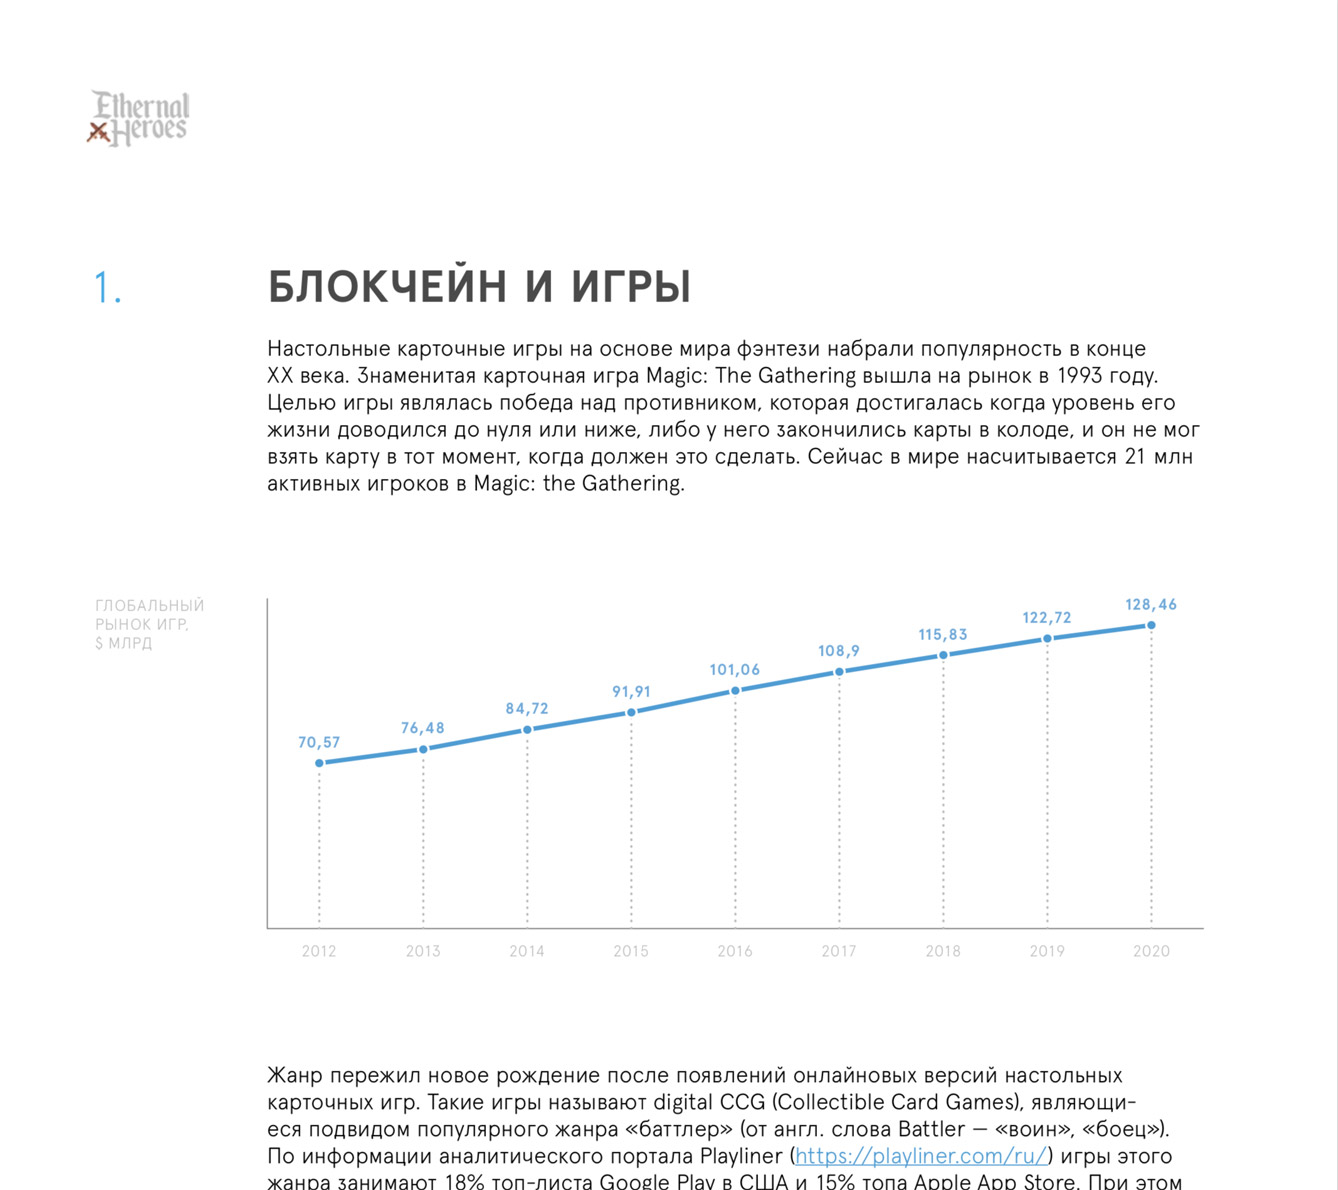 Ethernal
Heroes
1.
БЛОКЧЕЙН И ИГРЫ
Настольные карточные игры на основе мира фэнтези набрали популярность в конце
XX века. Знаменитая карточная игра Magic: The Gathering вышла на рынок в 1993 году.
Целью игры являлась победа над противником, которая достигалась когда уровень его
жизни доводился до нуля или ниже, либо у него закончились карты в колоде, и он не мог
взять карту в тот момент, когда должен это сделать. Сейчас в мире насчитывается 21 млн
активных игроков в Magic: the Gathering.
ГЛОБАЛЬНЫЙ
РЫНОК ИГР,
$ МЛРД
70,57
76,48
84,72
91,91
101,06
108,9
115,83
122,72
128,46
2012
2013
2014
2015
2016
2017
2018
2019
2020
Жанр пережил новое рождение после появлений онлайновых версий настольных
карточных игр. Такие игры называют digital CCG (Collectible Card Games), являющи-
еся подвидом популярного жанра «баттлер» (от англ. слова Battler – «воин», «боец»).
По информации аналитического портала Playliner (https://playliner.com/ru/) игры этого
жанра занимают 18% топ-листа Google Play в США и 15% топа Apple App Store. При этом